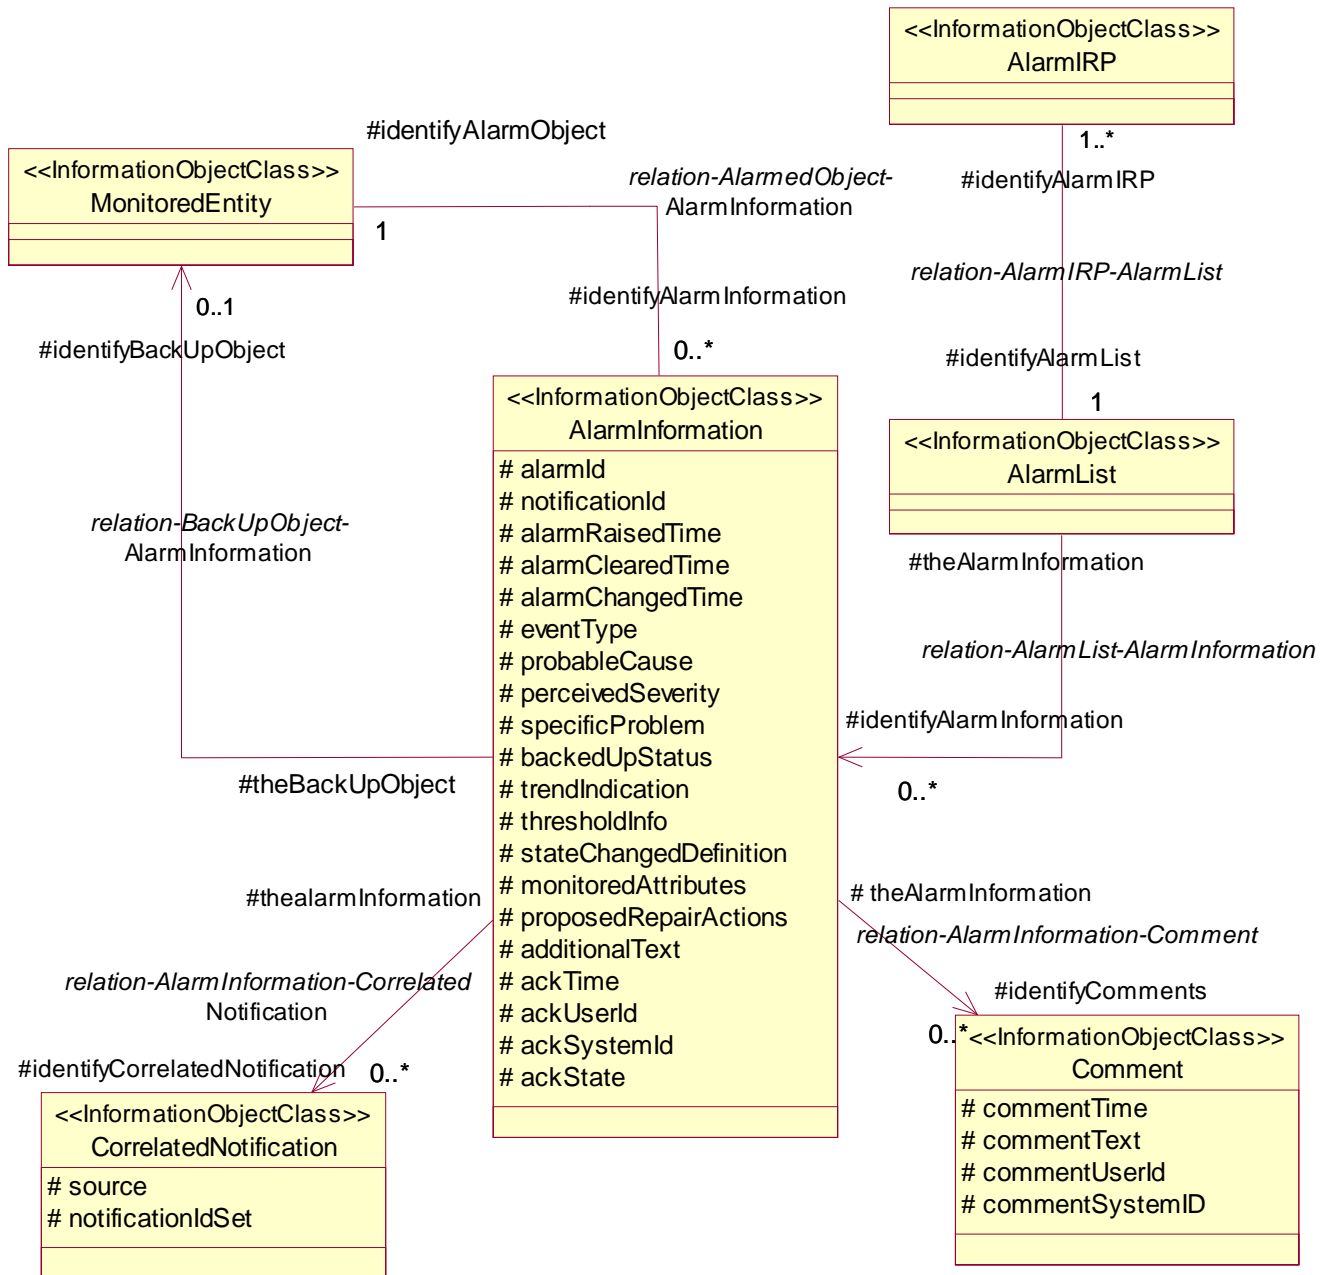 <<InformationObjectClass>>
AlarmIRP
#identifyAlarmObject
1..*
<<InformationObjectClass>>
MonitoredEntity
relation-AlarmedObject-
AlarmInformation
#identifyAlarmIRP
1
relation-AlarmIRP-AlarmList
#identifyAlarmInformation
0..1
#identifyBackUpObject
0..*
#identifyAlarmList
1
<<InformationObjectClass>>
AlarmInformation
# alarmId
# notificationId
# alarmRaisedTime
# alarmClearedTime
# alarmChangedTime
# eventType
# probableCause
# perceivedSeverity
# specificProblem
# backedUpStatus
# trendIndication
# thresholdInfo
# stateChangedDefinition
# monitoredAttributes
# proposedRepairActions
# additionalText
# ackTime
# ackUserId
# ackSystemId
# ackState
<<InformationObjectClass>>
AlarmList
#theAlarmInformation
relation-BackUpObject-
AlarmInformation
relation-AlarmList-AlarmInformation
#identifyAlarmInformation
0..*
#theBackUpObject
#thealarmInformation
# theAlarmInformation
relation-AlarmInformation-Comment
relation-AlarmInformation-Correlated
Notification
#identifyComments
0..*
#identifyCorrelatedNotification
0..*
<<InformationObjectClass>>
Comment
# commentTime
# commentText
# commentUserId
# commentSystemID
<<InformationObjectClass>>
CorrelatedNotification
# source
# notificationIdSet